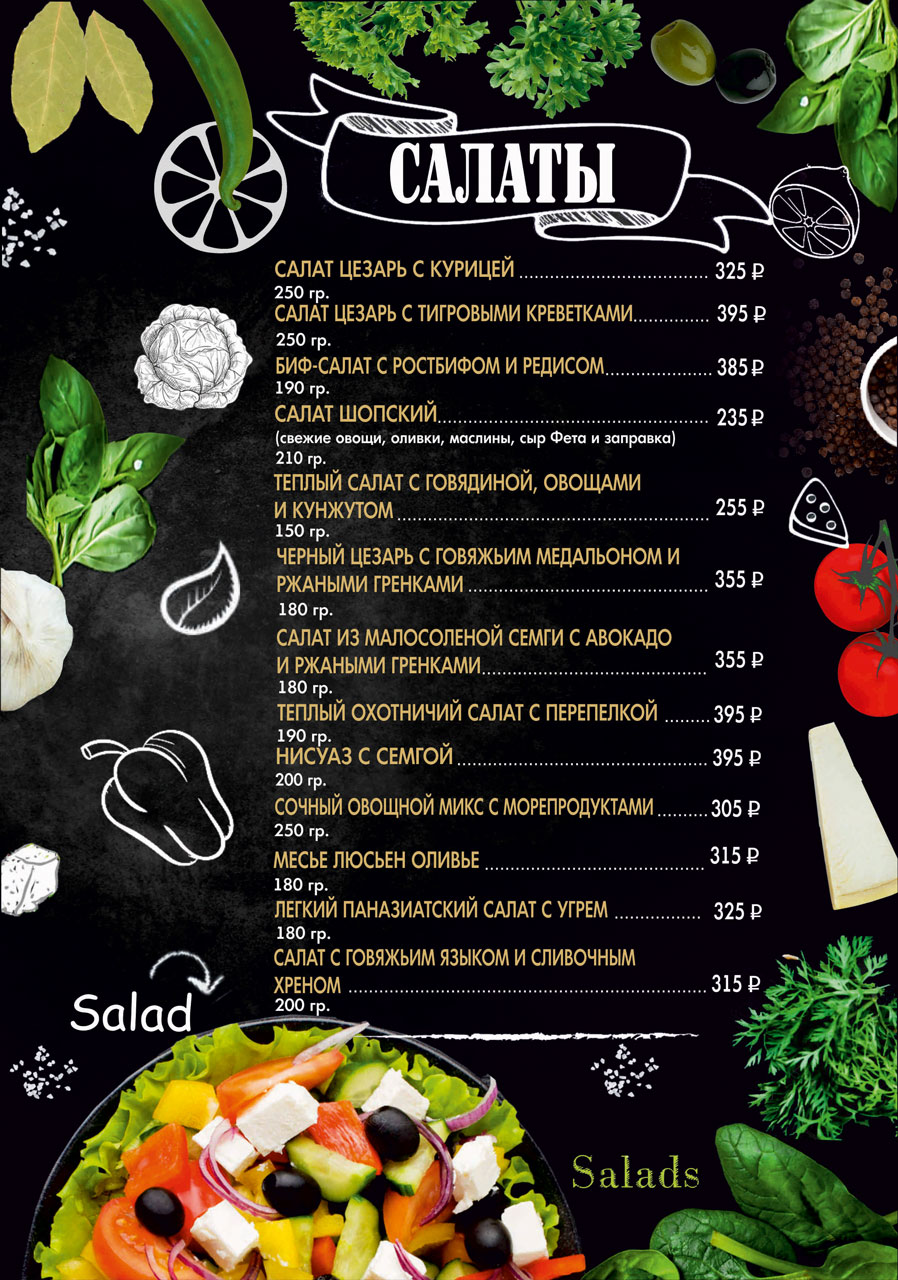 САЛАТЫ
САЛАТ ЦЕЗАРЬ С КУРИЦЕЙ ........ 325 ₽
250 гр.
САЛАТ ЦЕЗАРЬ С ТИГРОВЫМИ КРЕВЕТКАМИ........ 395 ₽
250 гр.
БИФ-САЛАТ С РОСТБИФОМ И РЕДИСОМ........ 385 ₽
190 гр.
САЛАТ ШОПСКИЙ........ 235 ₽
(свежие овощи, оливки, маслины, сыр Фета и заправка)
210 гр.
ТЕПЛЫЙ САЛАТ С ГОВЯДИНОЙ, ОВОЩАМИ
И КУНЖУТОМ ........ 255 ₽
150 гр.
ЧЕРНЫЙ ЦЕЗАРЬ С ГОВЯЖЬИМ МЕДАЛЬОНОМ И
РЖАНЫМИ ГРЕНКАМИ ........ 355 ₽
180 гр.
САЛАТ ИЗ МАЛОСОЛЕНОЙ СЕМГИ С АВОКАДО
И РЖАНЫМИ ГРЕНКАМИ........ 355 ₽
180 гр.
ТЕПЛЫЙ ОХОТНИЧИЙ САЛАТ С ПЕРЕПЕЛКОЙ ........ 395 ₽
190 гр.
НИСУАЗ С СЕМГОЙ ........ 395 ₽
200 гр.
СОЧНЫЙ ОВОЩНОЙ МИКС С МОРЕПРОДУКТАМИ ........ 305 ₽
250 гр.
МЕСЬЕ ЛЮСЬЕН ОЛИВЬЕ ........ 315 ₽
180 гр.
ЛЕГКИЙ ПАНАЗИАТСКИЙ САЛАТ С УГРЕМ ........ 325 ₽
180 гр.
САЛАТ С ГОВЯЖЬИМ ЯЗЫКОМ И СЛИВОЧНЫМ
ХРЕНОМ ........ 315 ₽
200 гр.
Salad
Salads